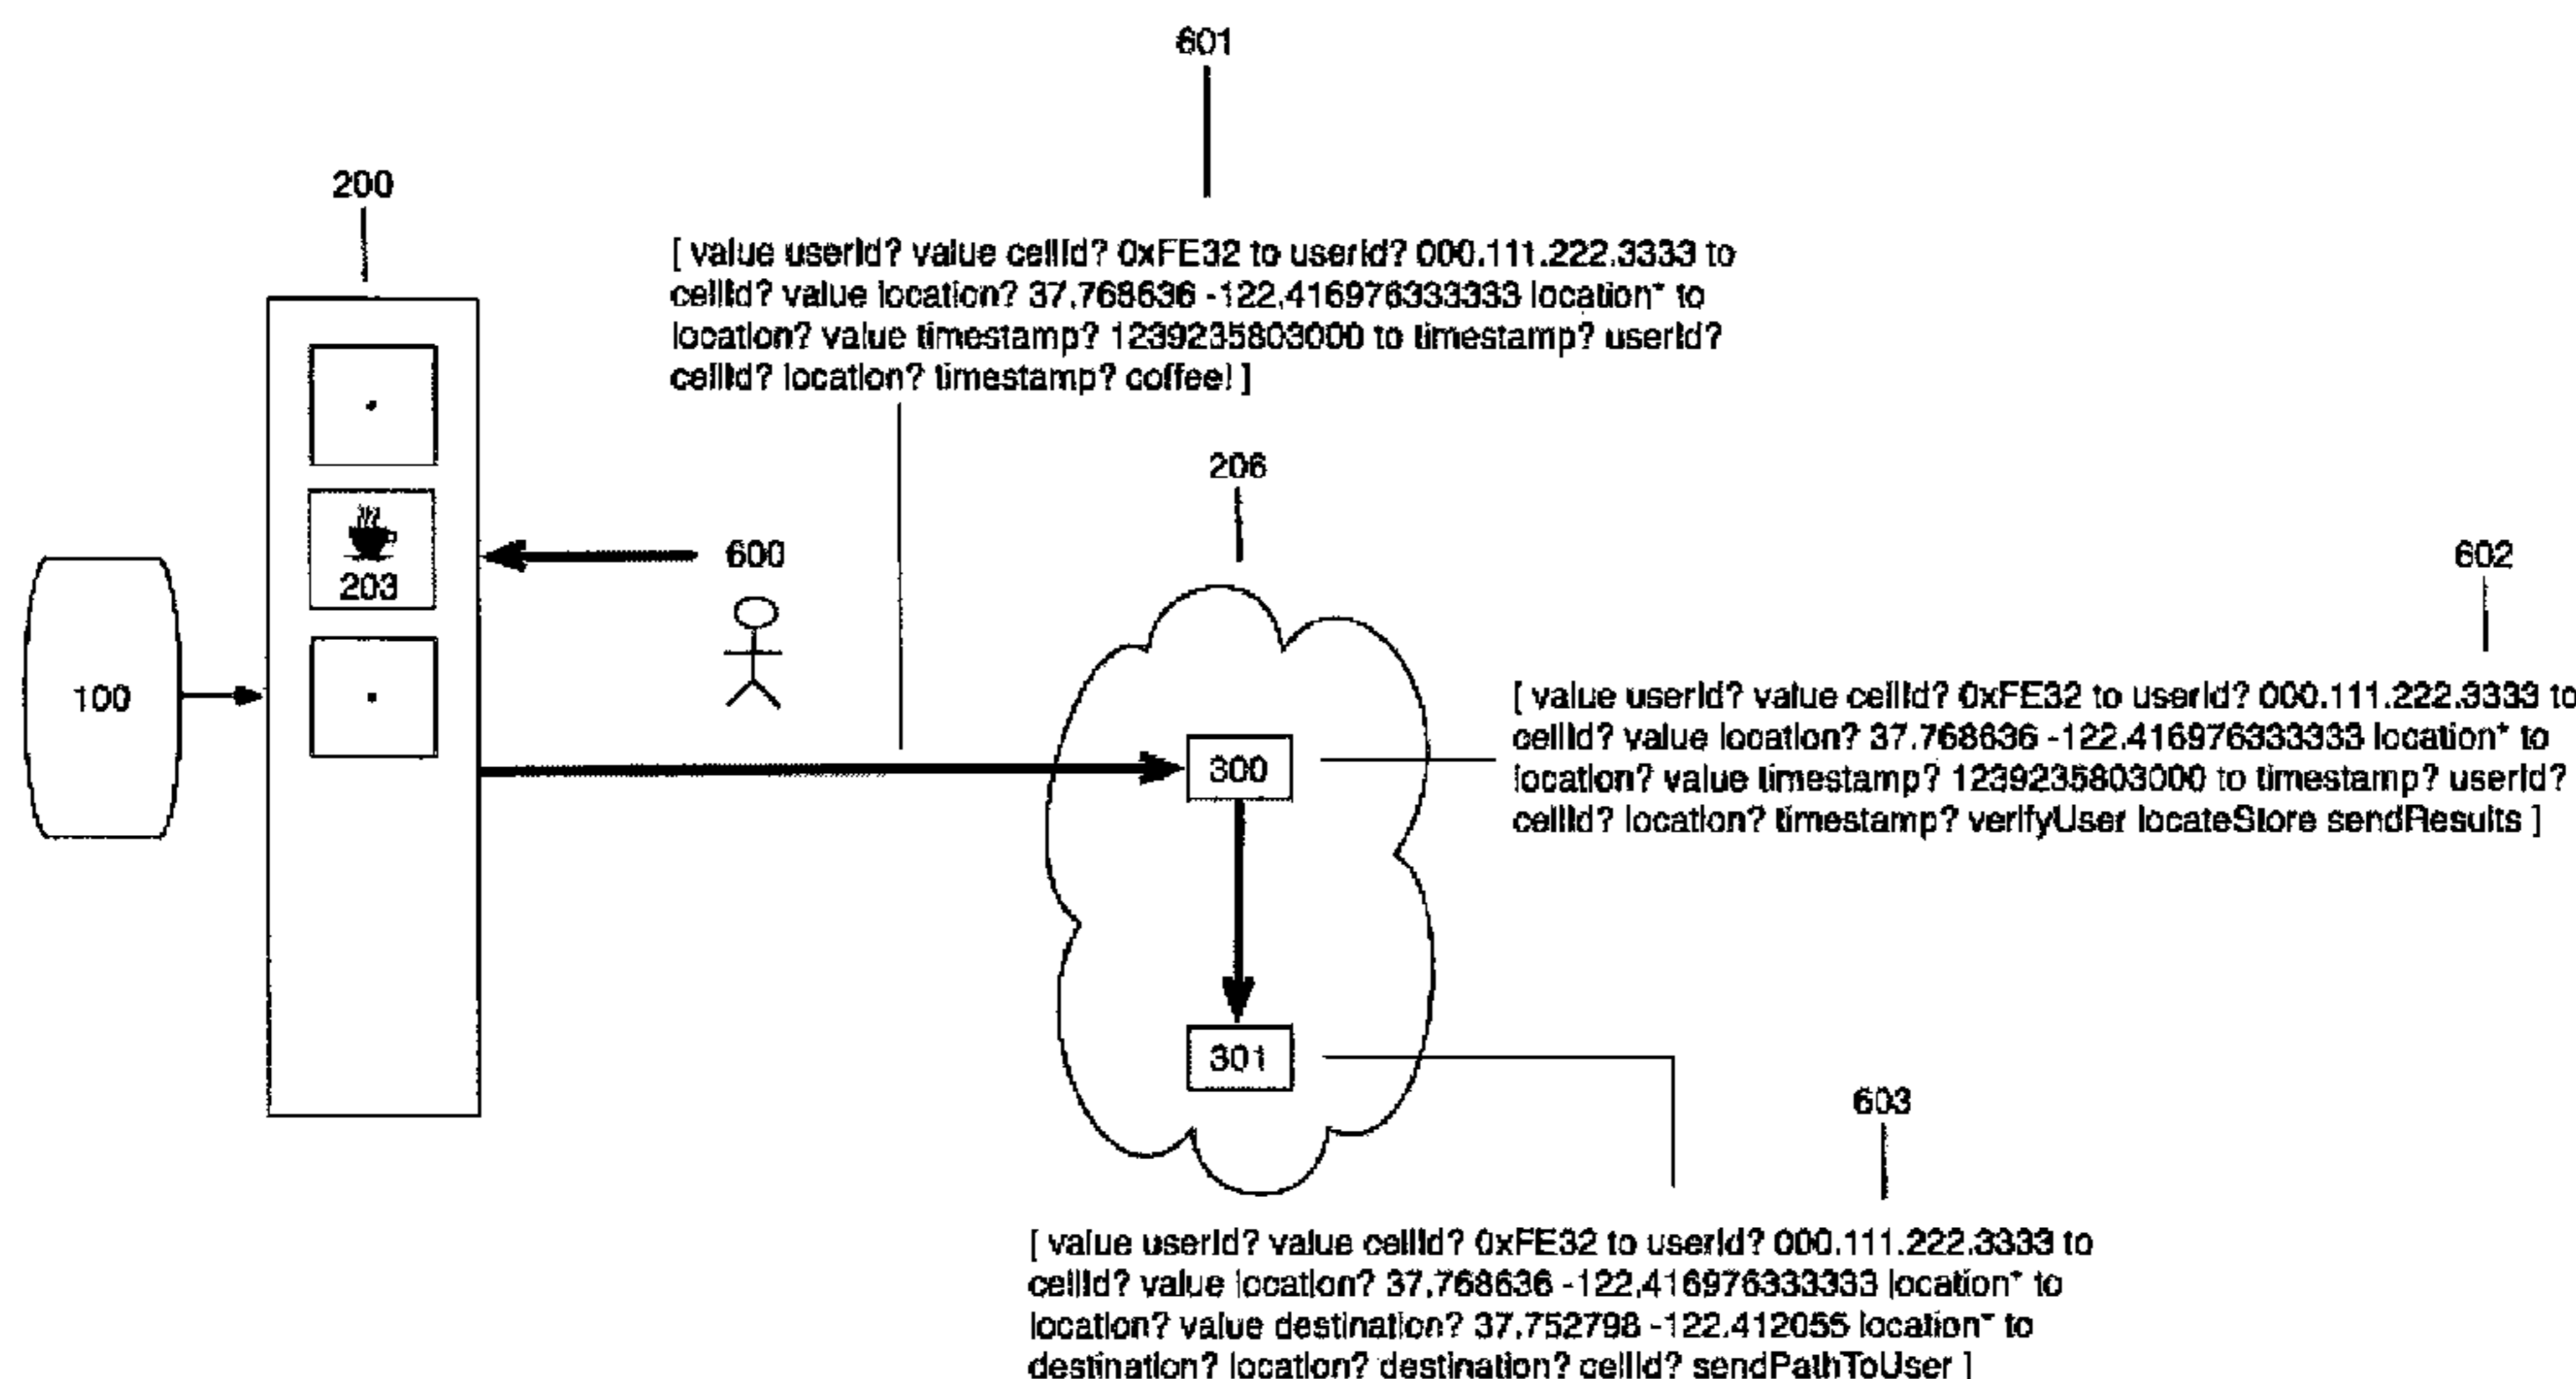 601
200
[ value userId? value cellId? 0xFE32 to userId? 000.111.222.3333 to
cellId? value location? 37.768636 -122.416976333333 location* to
location? value timestamp? 1239235803000 to timestamp? userId?
cellId? location? timestamp? coffee! ]
206
600
602
203
100
[ value userId? value cellId? 0xFE32 to userId? 000.111.222.3333 to
cellId? value location? 37.768636 -122.416976333333 location* to
location? value timestamp? 1239235803000 to timestamp? userId?
cellId? location? timestamp? verifyUser locateStore sendResults ]
300
301
603
[ value userId? value cellId? 0xFE32 to userId? 000.111.222.3333 to
cellId? value location? 37.768636 -122.416976333333 location* to
location? value destination? 37.752798 -122.412055 location* to
destination? location? destination? cellId? sendPathToUser ]